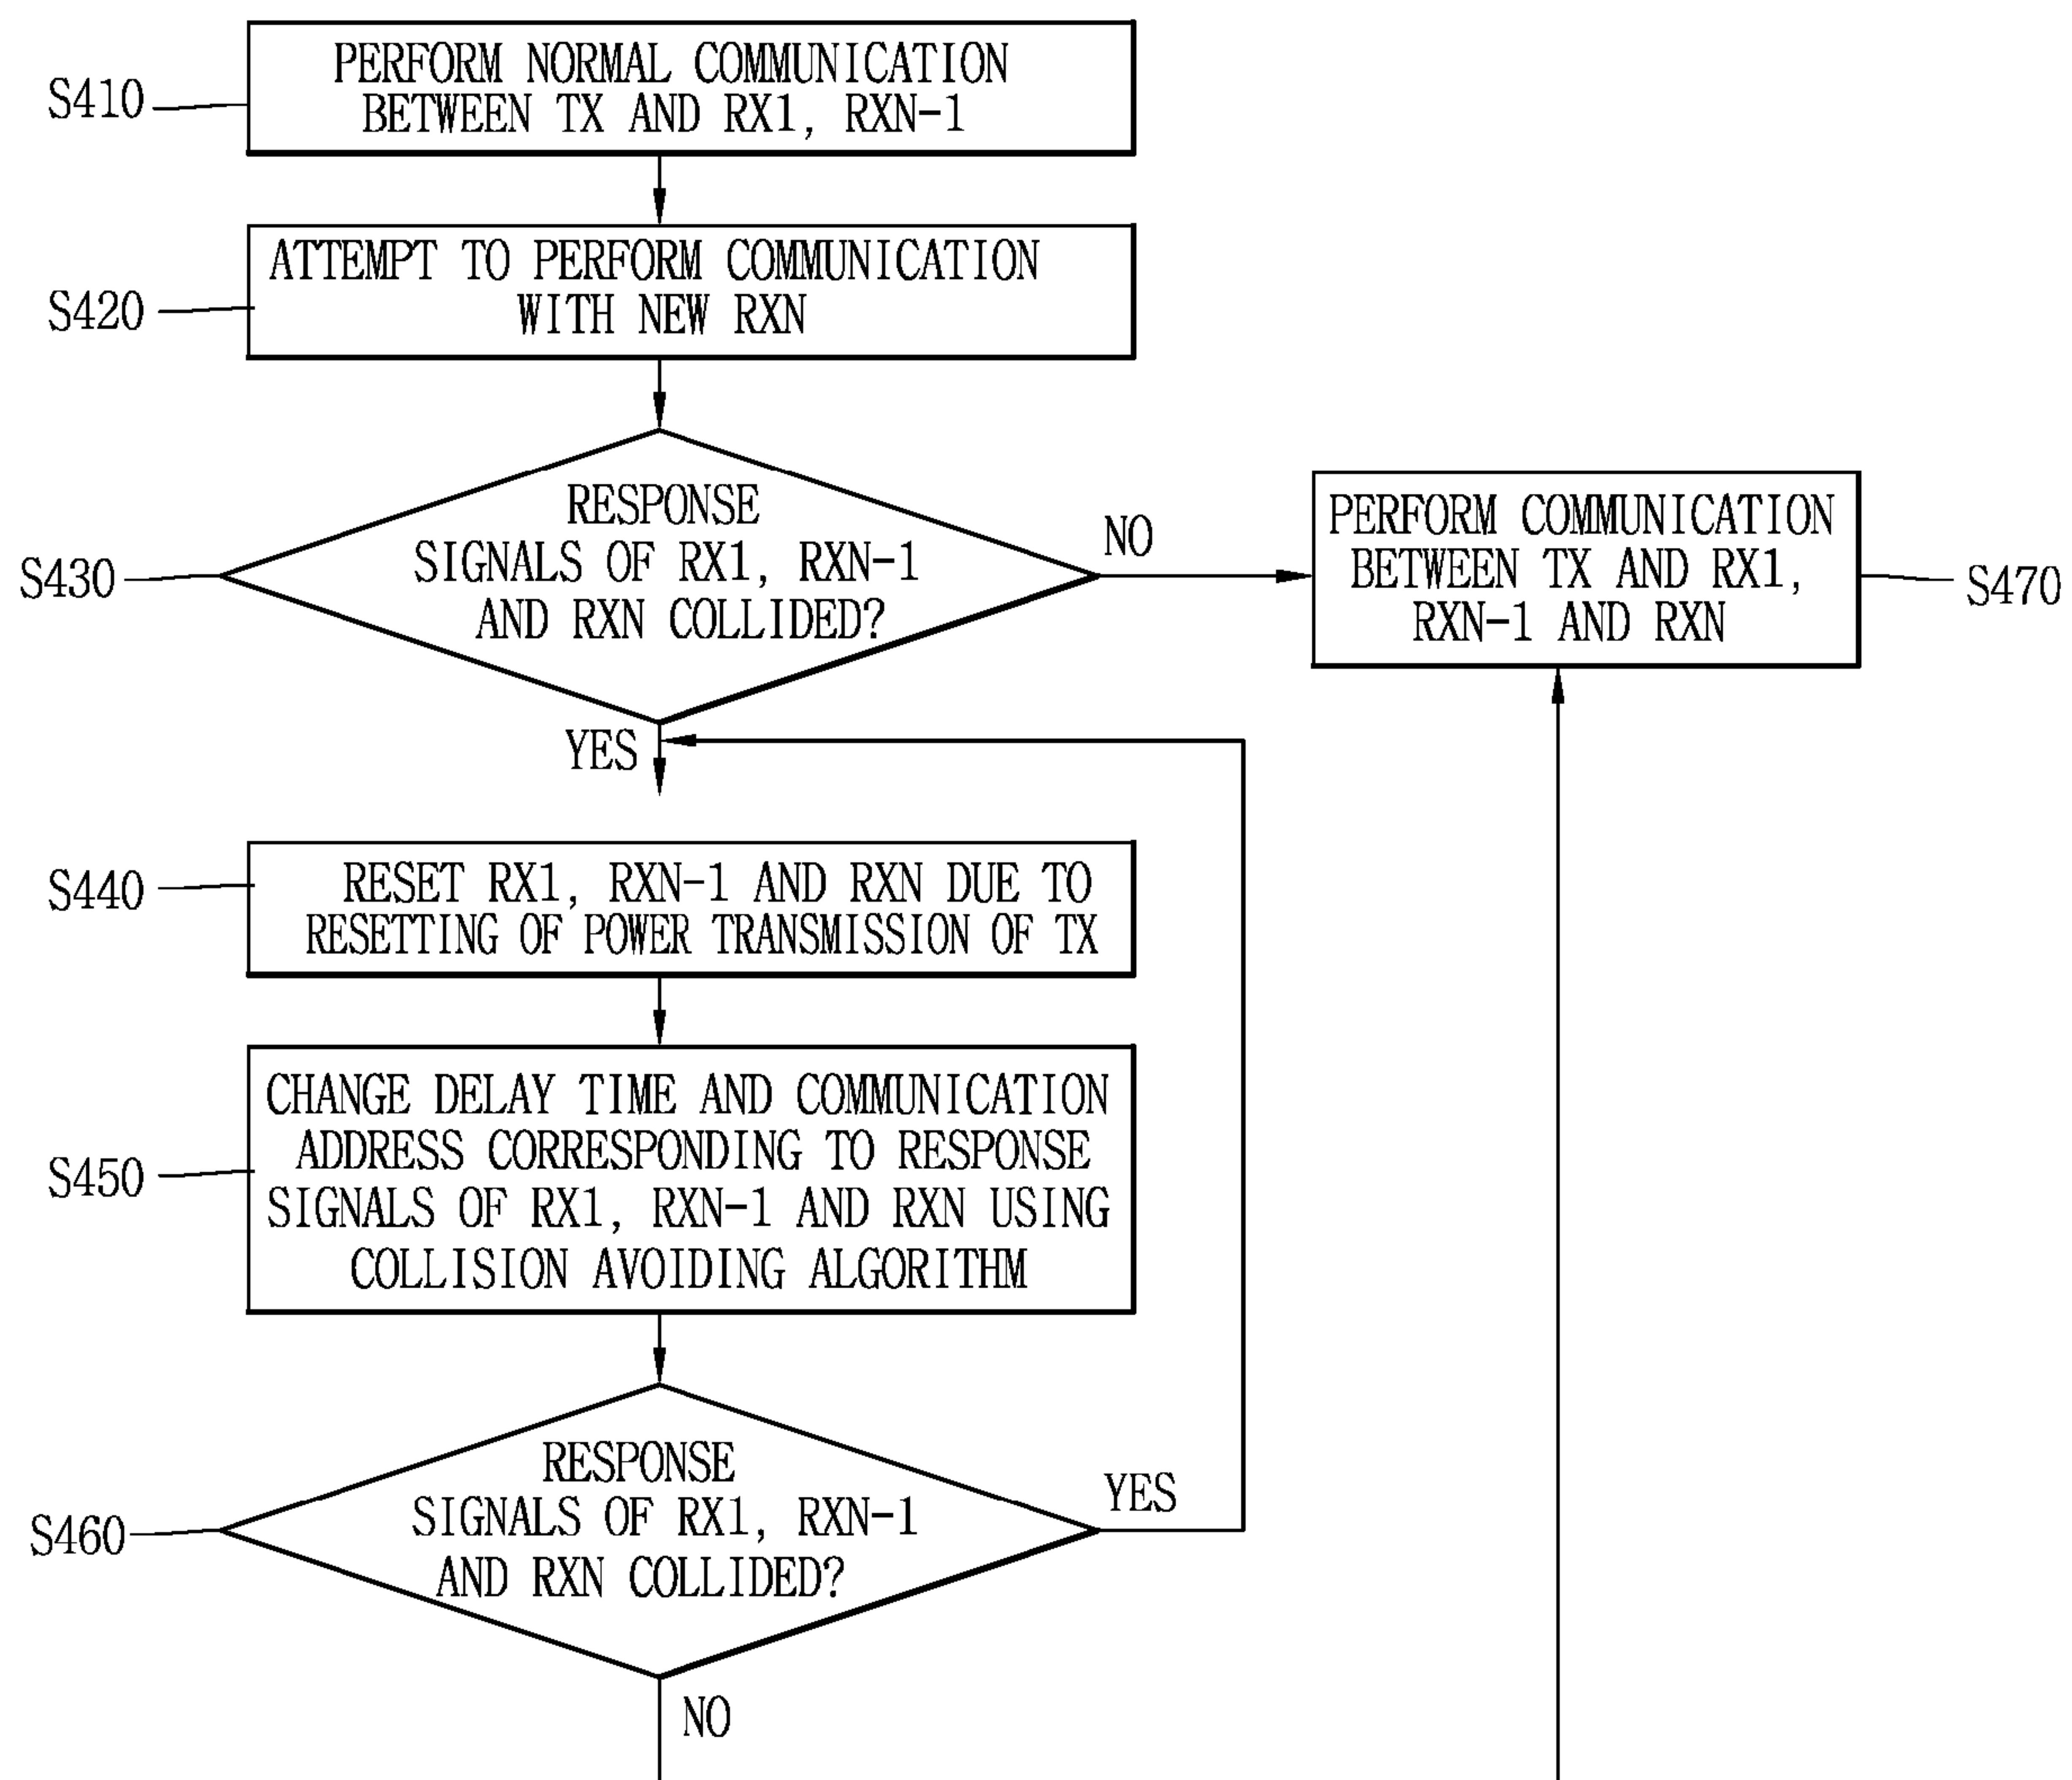 S410
PERFORM NORMAL COMMUNICATION
BETWEEN TX AND RX1, RXN-1
S420
ATTEMPT TO PERFORM COMMUNICATION
WITH NEW RXN
S430
RESPONSE
SIGNALS OF RX1, RXN-1
AND RXN COLLIDED?
NO
PERFORM COMMUNICATION
BETWEEN TX AND RX1,
RXN-1 AND RXN
S470
YES
S440
RESET RX1, RXN-1 AND RXN DUE TO
RESETTING OF POWER TRANSMISSION OF TX
S450
CHANGE DELAY TIME AND COMMUNICATION
ADDRESS CORRESPONDING TO RESPONSE
SIGNALS OF RX1, RXN-1 AND RXN USING
COLLISION AVOIDING ALGORITHM
S460
RESPONSE
SIGNALS OF RX1, RXN-1
AND RXN COLLIDED?
YES
NO